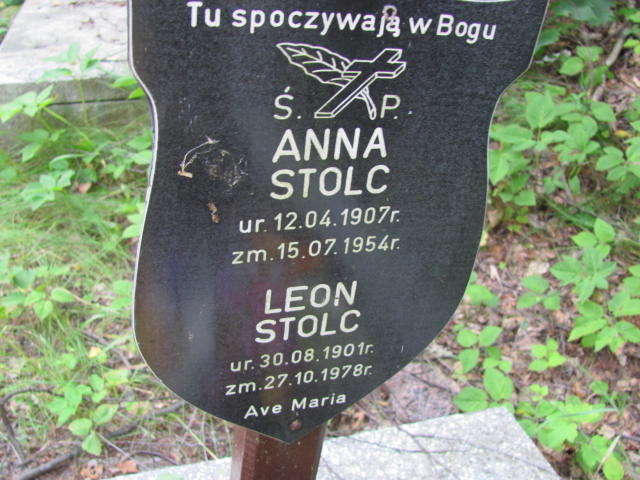 Tu spoczywają w Bogu
Ś. P.
ANNA
STOLC
ur. 12.04.1907r.
zm. 15.07.1954r.
LEON
STOLC
ur. 30.08.1901r.
zm. 27.10.1978r.
Ave Maria